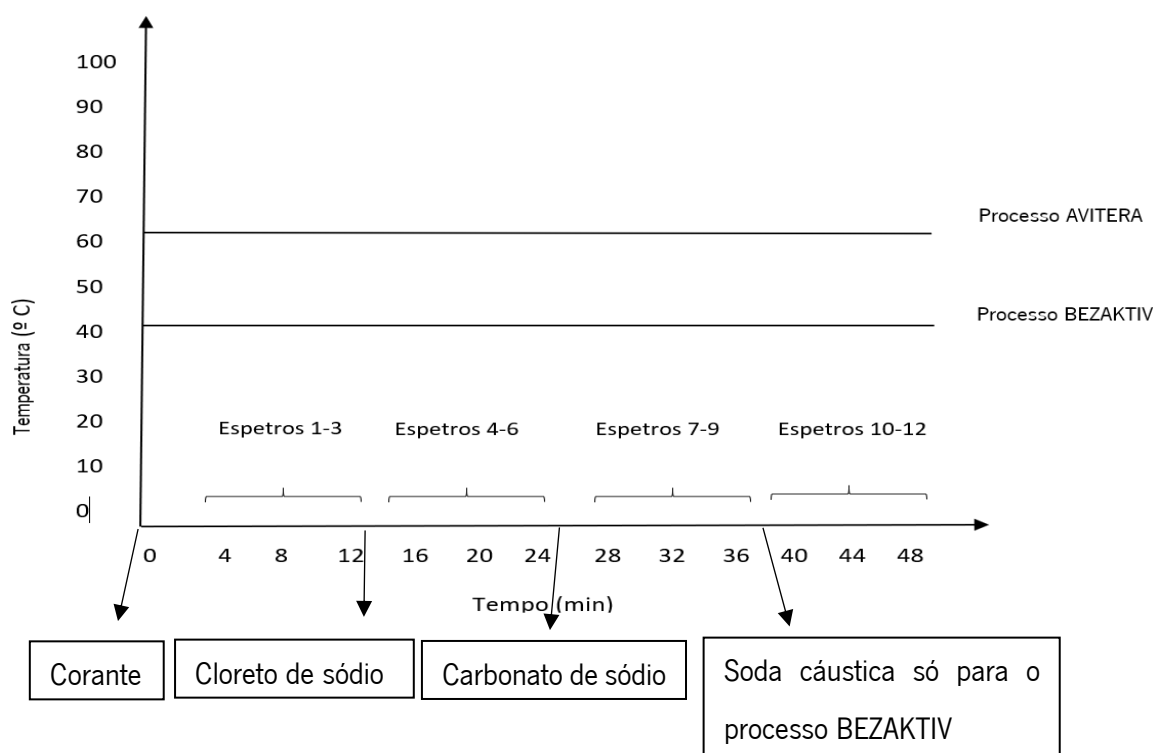 100
90
80
70
60
50
40
30
20
10
0
Temperatura (º C)
Processo AVITERA
Processo BEZAKTIV
Espetros 1-3 Espetros 4-6 Espetros 7-9 Espetros 10-12
0 4 8 12 16 20 24 28 32 36 40 44 48
Tempo (min)
Corante
Cloreto de sódio
Carbonato de sódio
Soda cáustica só para o
processo BEZAKTIV